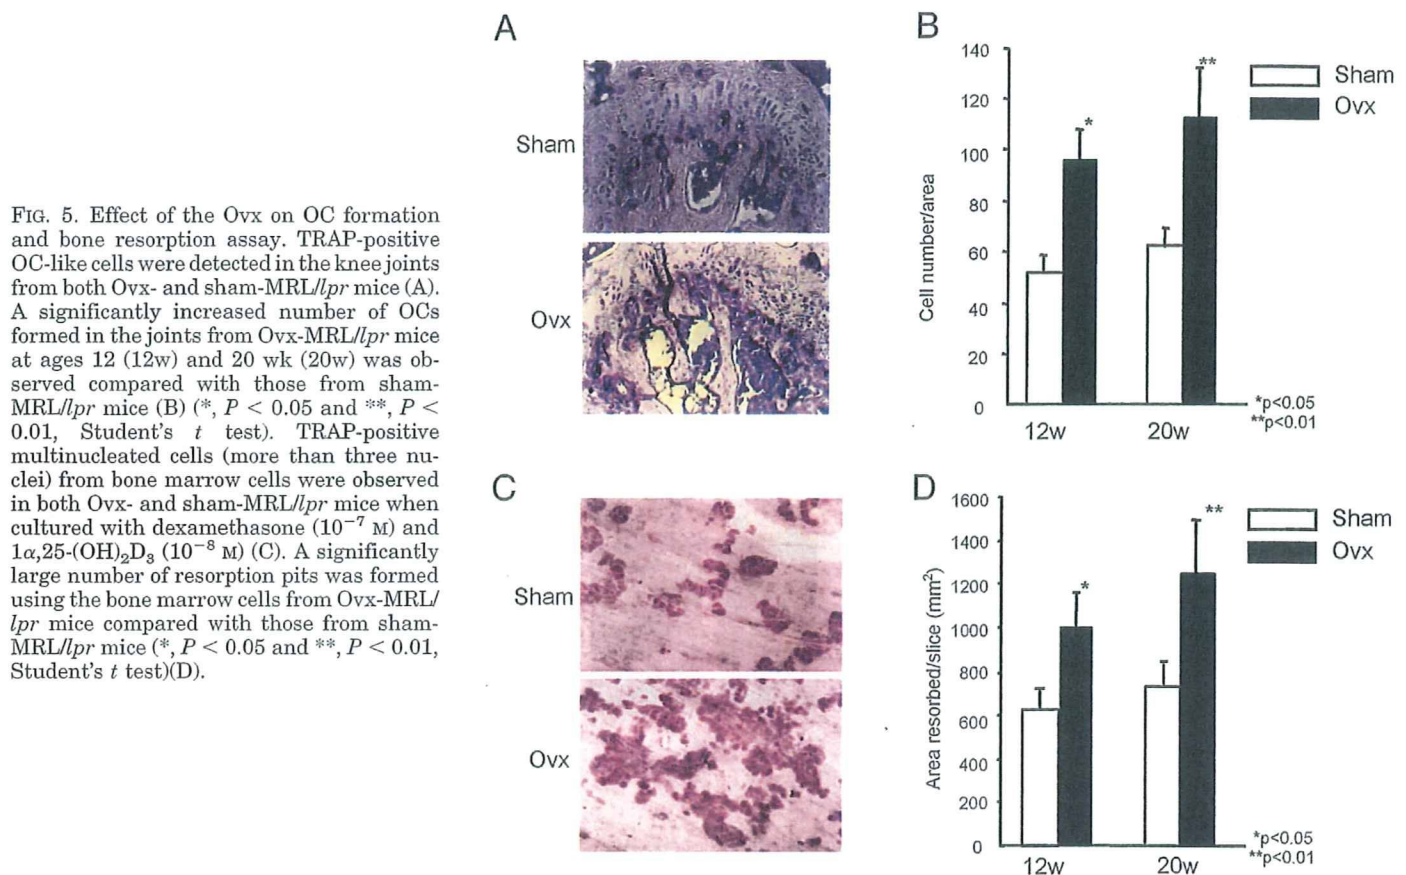 FIG. 5. Effect of the Ovx on OC formation
and bone resorption assay. TRAP-positive
OC-like cells were detected in the knee joints
from both Ovx- and sham-MRL/lpr mice (A).
A significantly increased number of OCs
formed in the joints from Ovx-MRL/lpr mice
at ages 12 (12w) and 20 wk (20w) was ob-
served compared with those from sham-
MRL/lpr mice (B) (*, P < 0.05 and **, P <
0.01, Student's t test). TRAP-positive
multinucleated cells (more than three nu-
clei) from bone marrow cells were observed
in both Ovx- and sham-MRL/lpr mice when
cultured with dexamethasone (10⁻⁷ M) and
1α,25-(OH)₂D₃ (10⁻⁸ M) (C). A significantly
large number of resorption pits was formed
using the bone marrow cells from Ovx-MRL/
lpr mice compared with those from sham-
MRL/lpr mice (*, P < 0.05 and **, P < 0.01,
Student's t test)(D).
A
Sham
Ovx
B
Cell number/area
140
120
100
80
60
40
20
0
*
**
12w
20w
Sham
Ovx
*p<0.05
**p<0.01
C
Sham
Ovx
D
Area resorbed/slice (mm²)
1600
1400
1200
1000
800
600
400
200
0
*
**
12w
20w
Sham
Ovx
*p<0.05
**p<0.01